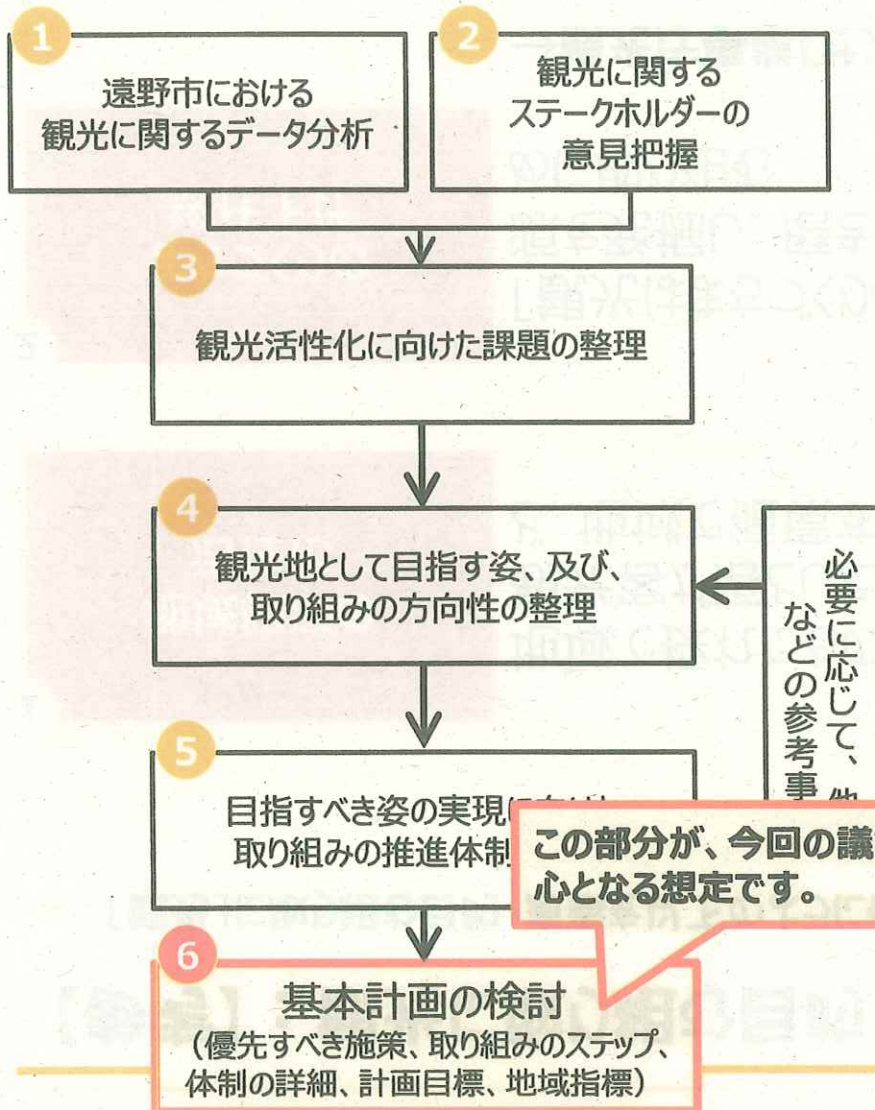 1
遠野市における
観光に関するデータ分析
2
観光に関する
ステークホルダーの
意見把握
3
観光活性化に向けた課題の整理
4
観光地として目指す姿、及び、
取り組みの方向性の整理
必要に応じて、他
などの参考事
5
目指すべき姿の実現に向け
取り組みの推進体制
この部分が、今回の議
心となる想定です。
6
基本計画の検討
(優先すべき施策、取り組みのステップ、
体制の詳細、計画目標、地域指標)